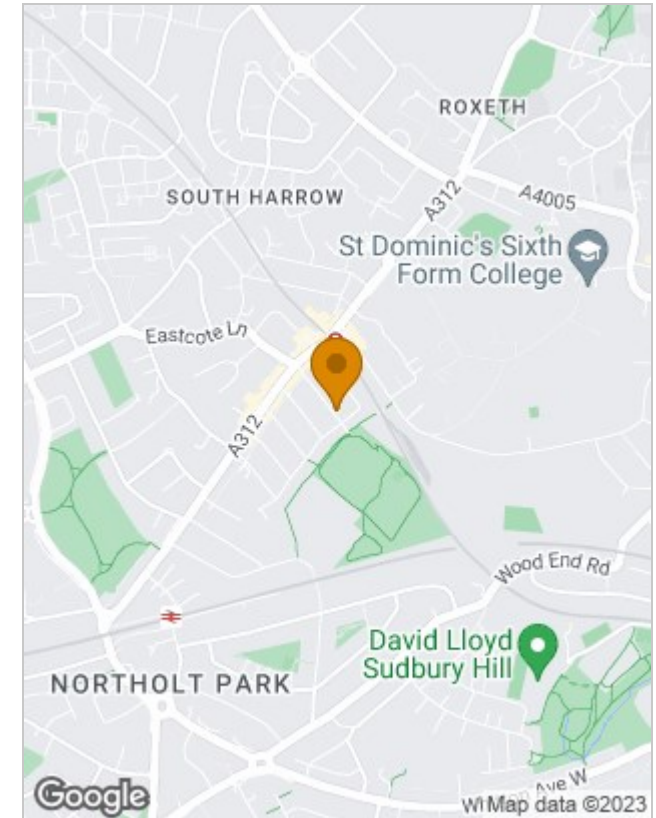 ROXETH
SOUTH HARROW
A312
A4005
St Dominic's Sixth
Form College
Eastcote Ln
A312
Wood End Rd
David Lloyd
Sudbury Hill
NORTHOLT PARK
Ave W
Google
Map data ©2023